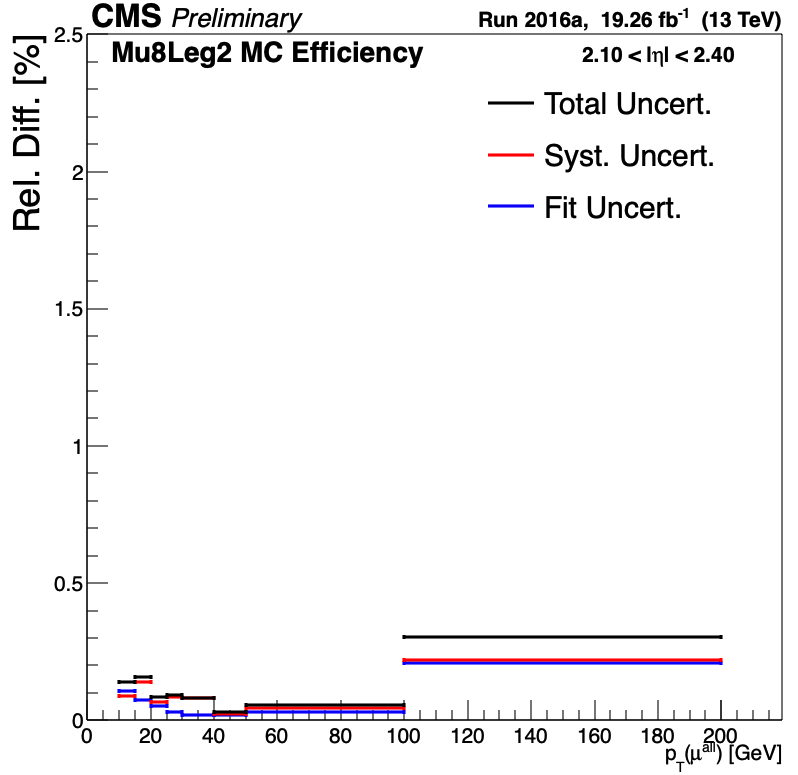 CMS Preliminary Run 2016a, 19.26 fb⁻¹ (13 TeV)
Mu8Leg2 MC Efficiency 2.10 < |η| < 2.40
Total Uncert.
Syst. Uncert.
Fit Uncert.
Rel. Diff. [%]
2.5
2
1.5
1
0.5
0
0 20 40 60 80 100 120 140 160 180 200
p_T(μ^all) [GeV]